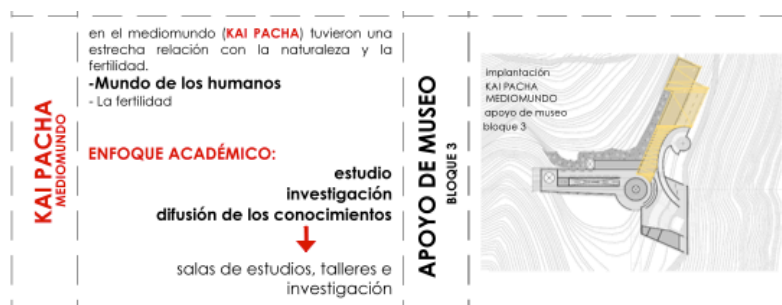 KAI PACHA
MEDIOMUNDO
en el mediomundo (KAI PACHA) tuvieron una
estrecha relación con la naturaleza y la
fertilidad.
-Mundo de los humanos
- La fertilidad
ENFOQUE ACADÉMICO:
estudio
investigación
difusión de los conocimientos
salas de estudios, talleres e
investigación
APOYO DE MUSEO
BLOQUE 3
implantación
KAI PACHA
MEDIOMUNDO
apoyo de museo
bloque 3